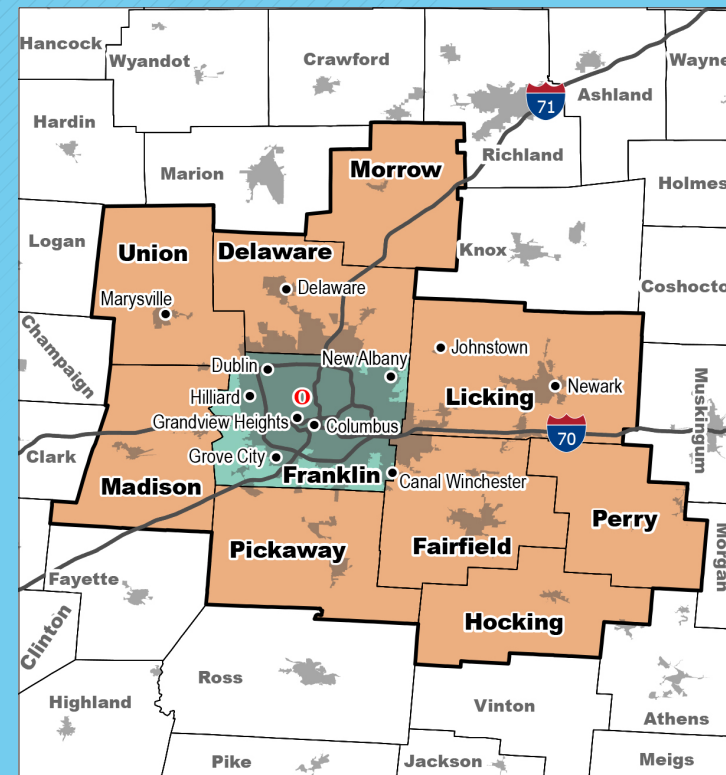 Hancock
Wyandot
Crawford
Wayne
Ashland
71
Hardin
Richland
Marion
Morrow
Holmes
Logan
Union
Delaware
Knox
Delaware
Coshocto
Marysville
Champaign
Dublin
New Albany
Johnstown
Muskingum
Hilliard
O
Licking
Newark
Grandview Heights
Columbus
70
Clark
Grove City
Madison
Franklin
Canal Winchester
Perry
Morgan
Pickaway
Fairfield
Fayette
Clinton
Hocking
Ross
Highland
Vinton
Athens
Pike
Jackson
Meigs